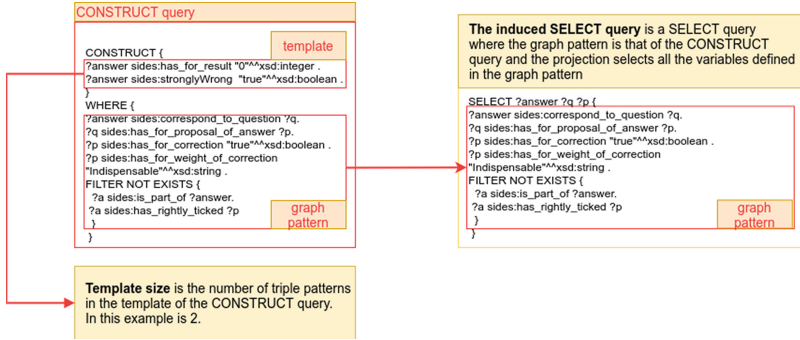 CONSTRUCT query
template
CONSTRUCT {
?answer sides:has_for_result "0"^^xsd:integer .
?answer sides:stronglyWrong "true"^^xsd:boolean .
}
WHERE {
?answer sides:correspond_to_question ?q.
?q sides:has_for_proposal_of_answer ?p.
?p sides:has_for_correction "true"^^xsd:boolean .
?p sides:has_for_weight_of_correction
"Indispensable"^^xsd:string .
FILTER NOT EXISTS {
?a sides:is_part_of ?answer.
?a sides:has_rightly_ticked ?p
}
}
graph
pattern
Template size is the number of triple patterns
in the template of the CONSTRUCT query.
In this example is 2.
The induced SELECT query is a SELECT query
where the graph pattern is that of the CONSTRUCT
query and the projection selects all the variables defined
in the graph pattern
SELECT ?answer ?q ?p {
?answer sides:correspond_to_question ?q.
?q sides:has_for_proposal_of_answer ?p.
?p sides:has_for_correction "true"^^xsd:boolean .
?p sides:has_for_weight_of_correction
"Indispensable"^^xsd:string .
FILTER NOT EXISTS {
?a sides:is_part_of ?answer.
?a sides:has_rightly_ticked ?p
}
}
graph
pattern